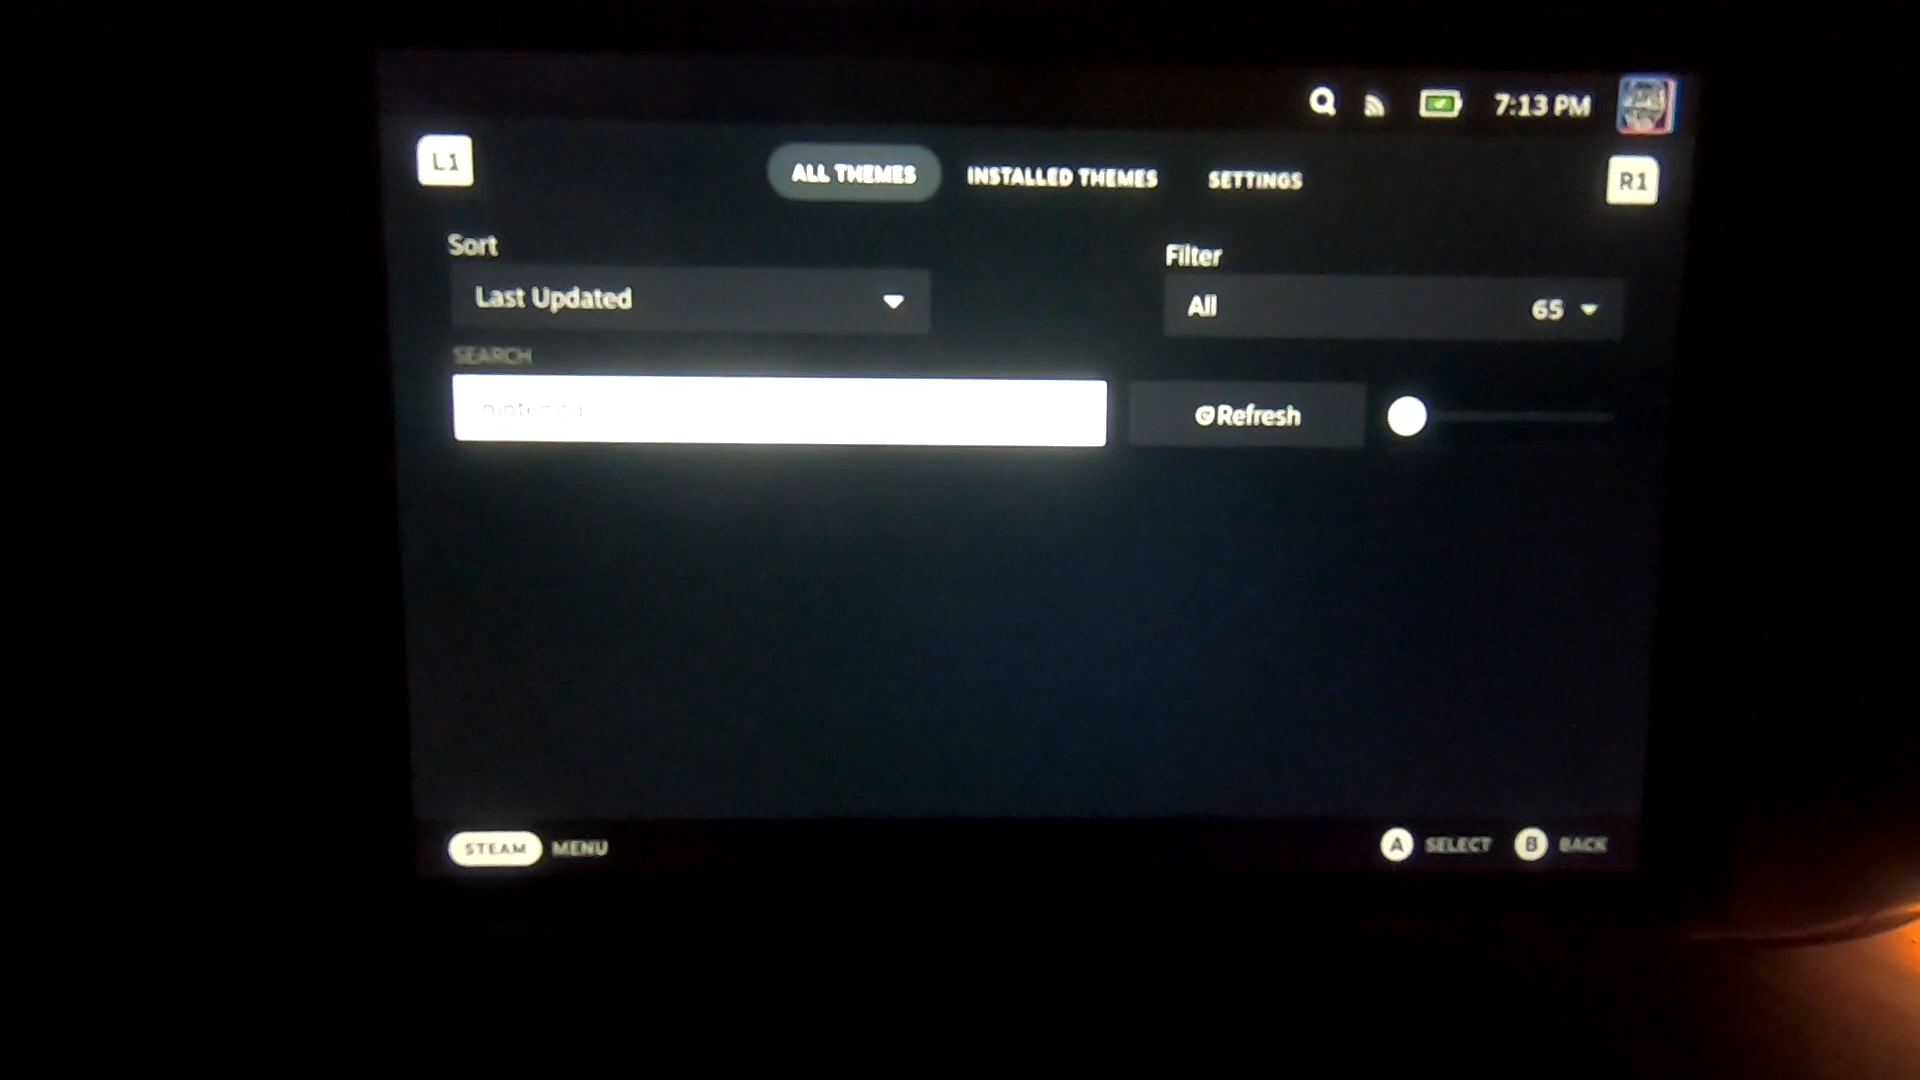 7:13 PM
L1
ALL THEMES
INSTALLED THEMES
SETTINGS
R1
Sort
Filter
Last Updated
All
65
SEARCH
nintendo
Refresh
STEAM
MENU
A
SELECT
B
BACK